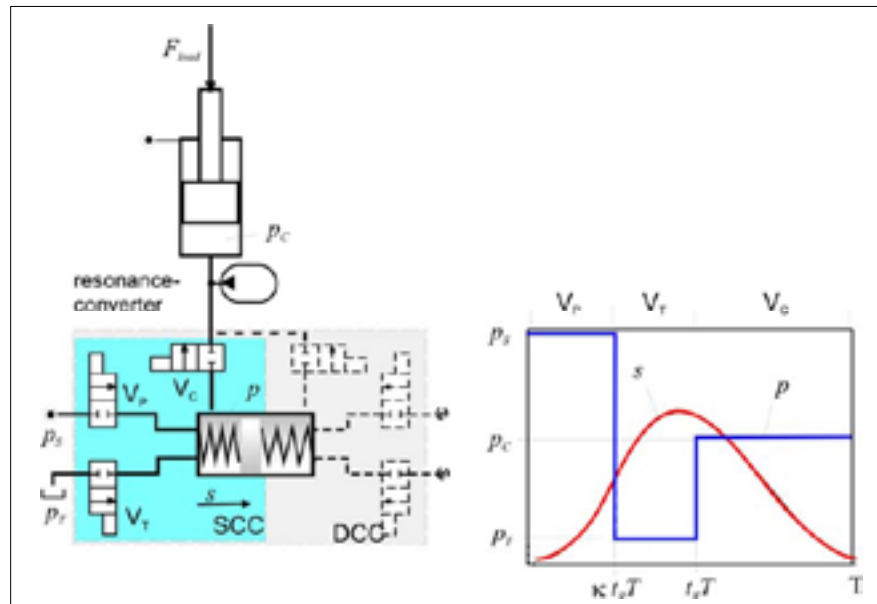 F_load
p_C
resonance-
converter
V_P
V_C
p
p_S
V_T
p_T
s
SCC
DCC
V_P V_T V_C
p_S
s
p
p_C
p_T
κ t_s T
t_s T
T